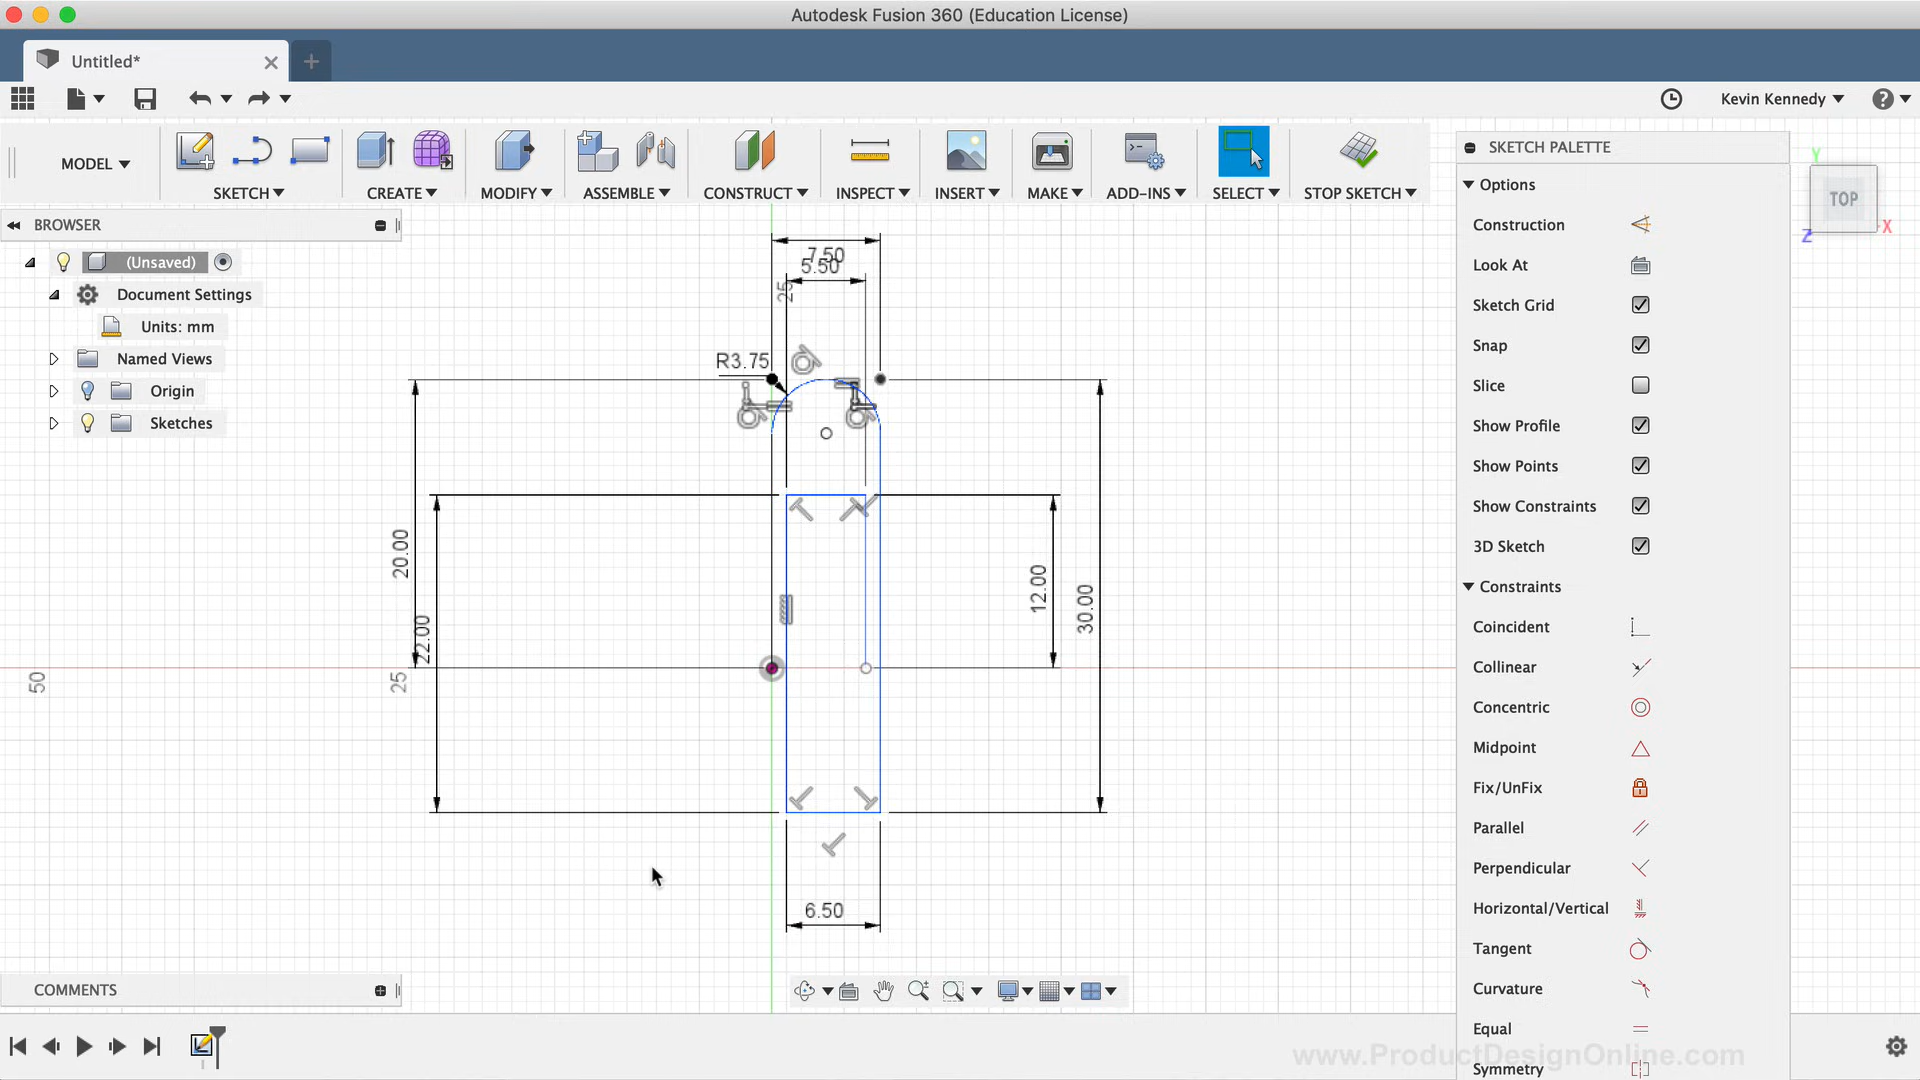 Autodesk Fusion 360 (Education License)
Untitled*
Kevin Kennedy
MODEL
SKETCH
CREATE
MODIFY
ASSEMBLE
CONSTRUCT
INSPECT
INSERT
MAKE
ADD-INS
SELECT
STOP SKETCH
BROWSER
(Unsaved)
Document Settings
Units: mm
Named Views
Origin
Sketches
7.50
5.50
25
R3.75
20.00
22.00
12.00
30.00
50
25
6.50
SKETCH PALETTE
Options
Construction
Look At
Sketch Grid
Snap
Slice
Show Profile
Show Points
Show Constraints
3D Sketch
Constraints
Coincident
Collinear
Concentric
Midpoint
Fix/UnFix
Parallel
Perpendicular
Horizontal/Vertical
Tangent
Curvature
Equal
Symmetry
TOP
Y
X
Z
COMMENTS
www.ProductDesignOnline.com